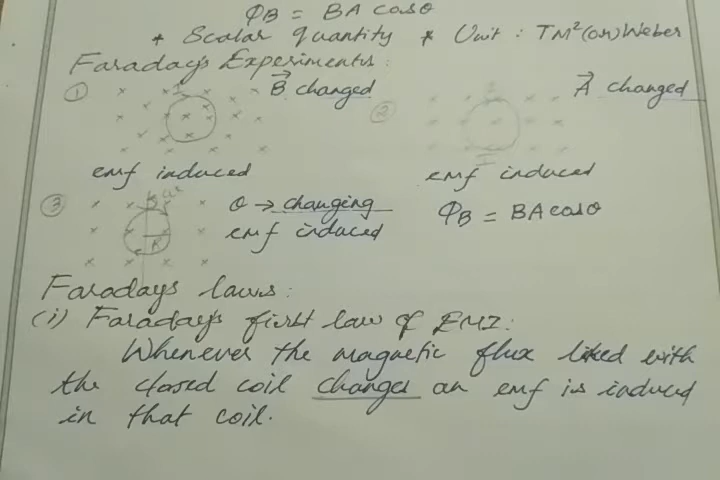 ΦB = BA cosθ
* Scalar quantity * Unit : TM² (or) Weber
Faraday's Experiments :
① B⃗ changed ② A⃗ changed
emf induced emf induced
③ θ → changing ΦB = BA cosθ
emf induced
Faradays laws :
(i) Faraday's first law of EMI :
Whenever the magnetic flux liked with
the closed coil changes an emf is induced
in that coil.